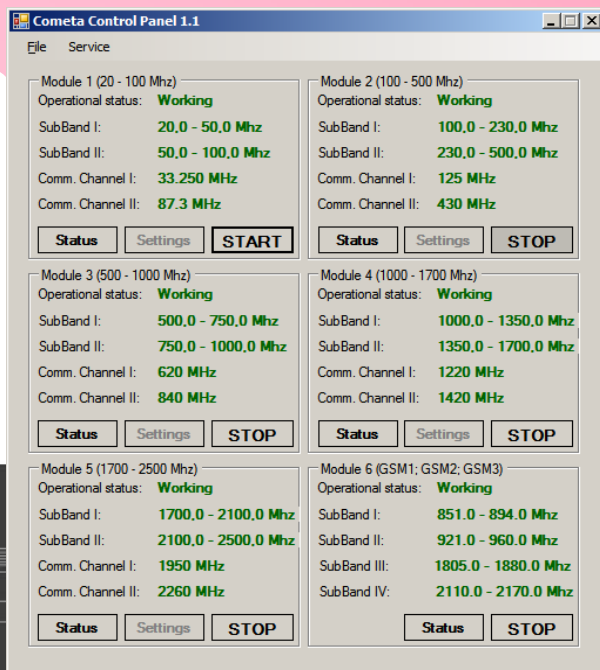 Cometa Control Panel 1.1
File Service
Module 1 (20 - 100 Mhz)
Operational status: Working
SubBand I: 20,0 - 50,0 Mhz
SubBand II: 50,0 - 100,0 Mhz
Comm. Channel I: 33.250 MHz
Comm. Channel II: 87.3 MHz
Status Settings START
Module 2 (100 - 500 Mhz)
Operational status: Working
SubBand I: 100,0 - 230,0 Mhz
SubBand II: 230,0 - 500,0 Mhz
Comm. Channel I: 125 MHz
Comm. Channel II: 430 MHz
Status Settings STOP
Module 3 (500 - 1000 Mhz)
Operational status: Working
SubBand I: 500,0 - 750,0 Mhz
SubBand II: 750,0 - 1000,0 Mhz
Comm. Channel I: 620 MHz
Comm. Channel II: 840 MHz
Status Settings STOP
Module 4 (1000 - 1700 Mhz)
Operational status: Working
SubBand I: 1000,0 - 1350,0 Mhz
SubBand II: 1350,0 - 1700,0 Mhz
Comm. Channel I: 1220 MHz
Comm. Channel II: 1420 MHz
Status Settings STOP
Module 5 (1700 - 2500 Mhz)
Operational status: Working
SubBand I: 1700,0 - 2100,0 Mhz
SubBand II: 2100,0 - 2500,0 Mhz
Comm. Channel I: 1950 MHz
Comm. Channel II: 2260 MHz
Status Settings STOP
Module 6 (GSM1; GSM2; GSM3)
Operational status: Working
SubBand I: 851.0 - 894.0 Mhz
SubBand II: 921.0 - 960.0 Mhz
SubBand III: 1805.0 - 1880.0 Mhz
SubBand IV: 2110.0 - 2170.0 Mhz
Status STOP